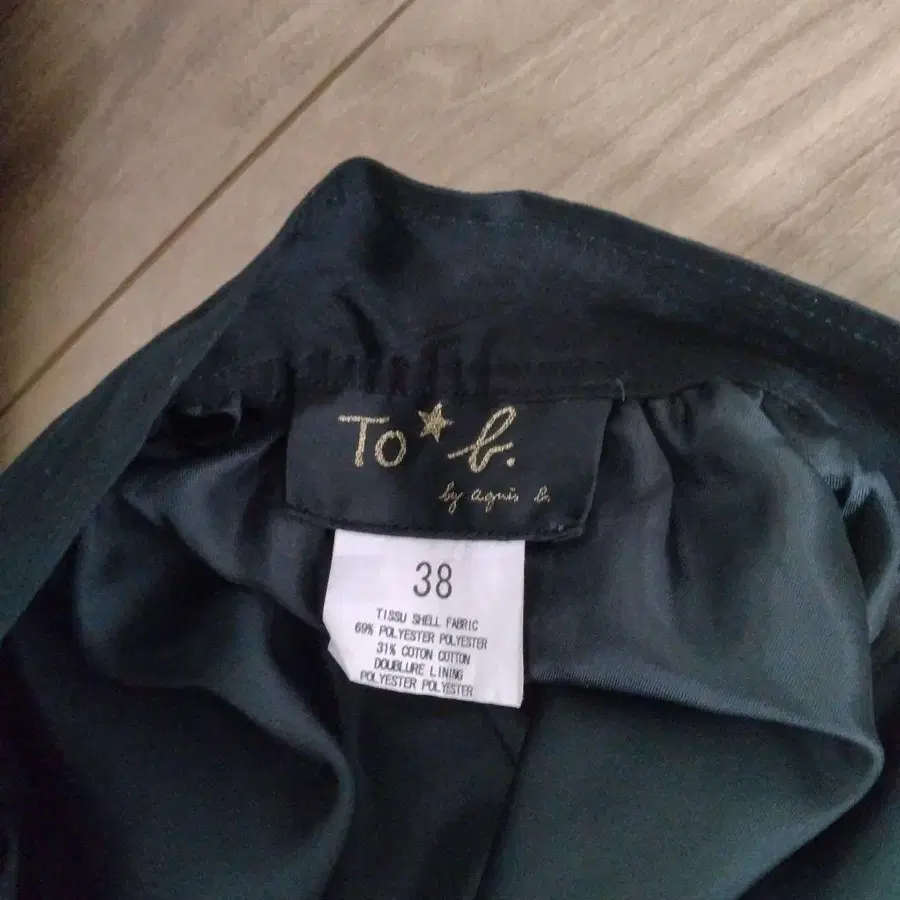 To★b.
by agnès b.
38
TISSU SHELL FABRIC
69% POLYESTER POLYESTER
31% COTON COTTON
DOUBLURE LINING
POLYESTER POLYESTER